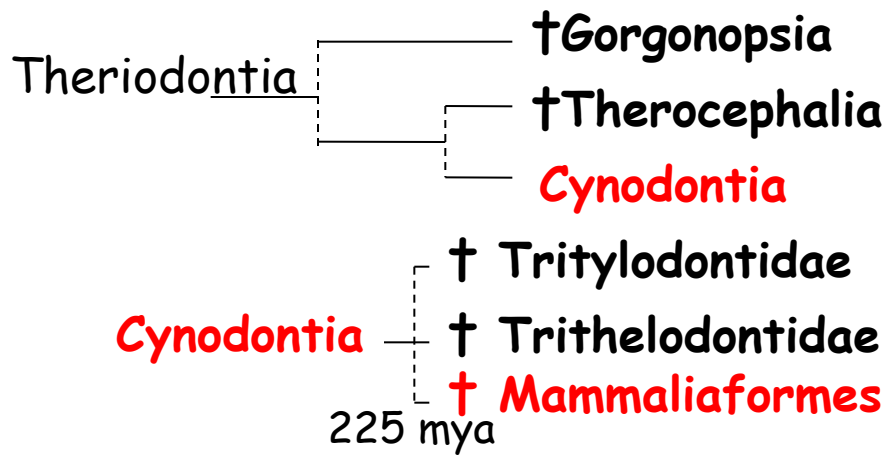 †Gorgonopsia
Theriodontia
†Therocephalia
Cynodontia
† Tritylodontidae
Cynodontia
† Trithelodontidae
† Mammaliaformes
225 mya